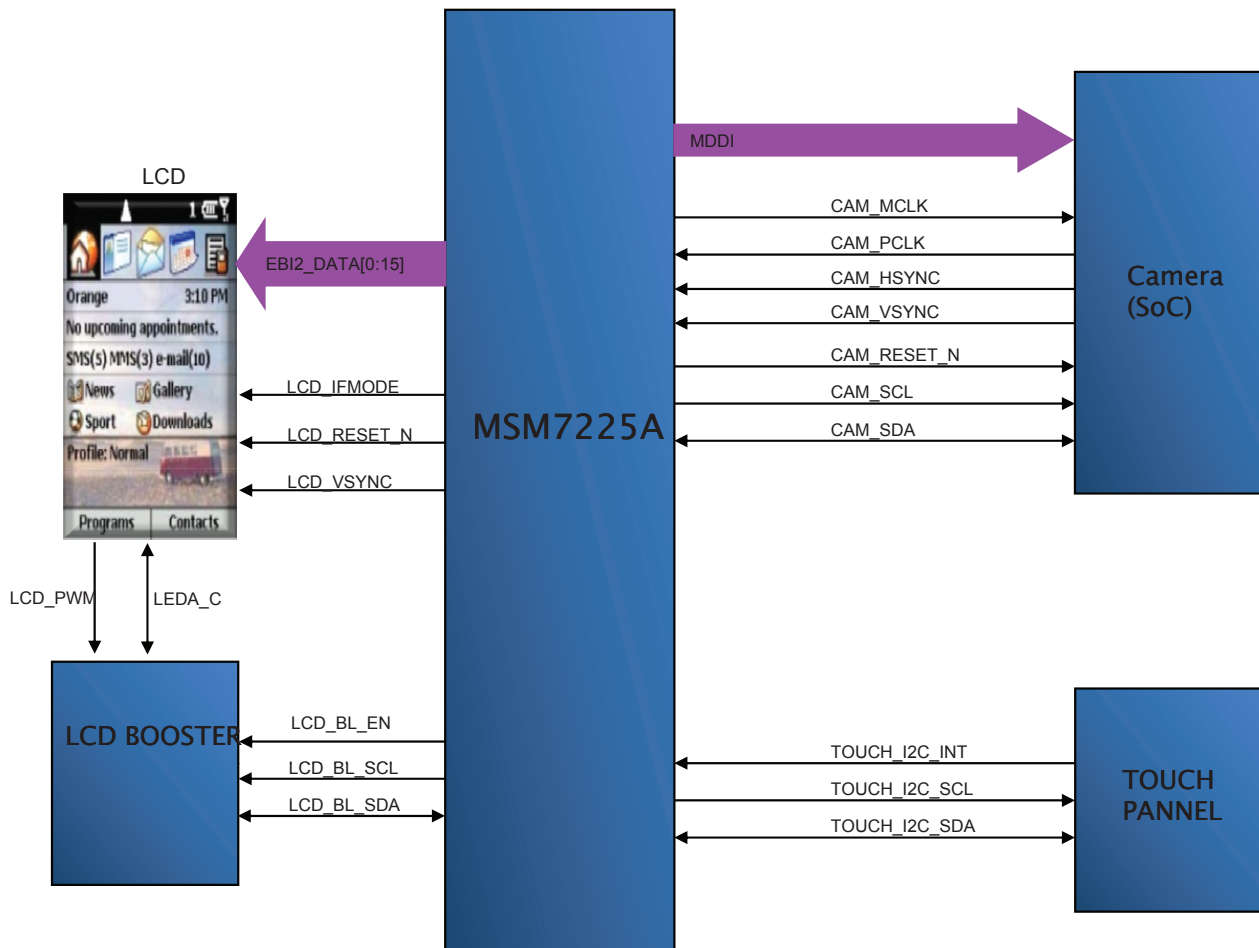 LCD
1
Orange 3:10 PM
No upcoming appointments.
SMS(5) MMS(3) e-mail(10)
News Gallery
Sport Downloads
Profile: Normal
Programs Contacts
EBI2_DATA[0:15]
LCD_IFMODE
LCD_RESET_N
LCD_VSYNC
LCD_PWM
LEDA_C
LCD BOOSTER
LCD_BL_EN
LCD_BL_SCL
LCD_BL_SDA
MSM7225A
MDDI
CAM_MCLK
CAM_PCLK
CAM_HSYNC
CAM_VSYNC
CAM_RESET_N
CAM_SCL
CAM_SDA
Camera
(SoC)
TOUCH_I2C_INT
TOUCH_I2C_SCL
TOUCH_I2C_SDA
TOUCH
PANNEL